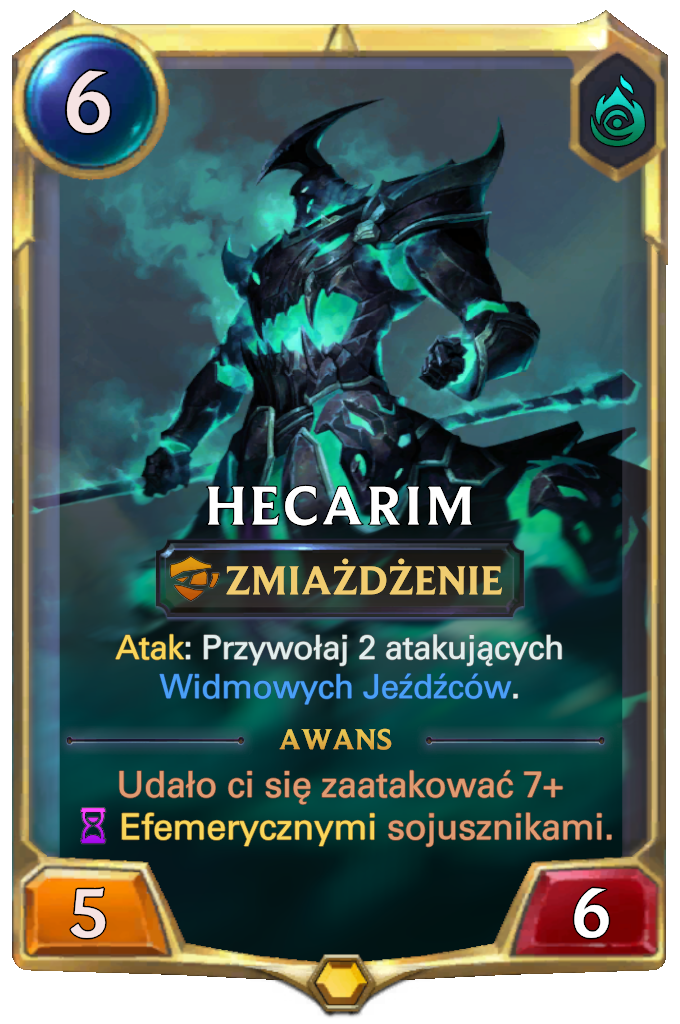 6
HECARIM
ZMIAŻDŻENIE
Atak: Przywołaj 2 atakujących
Widmowych Jeźdźców.
AWANS
Udało ci się zaatakować 7+
Efemerycznymi sojusznikami.
5
6